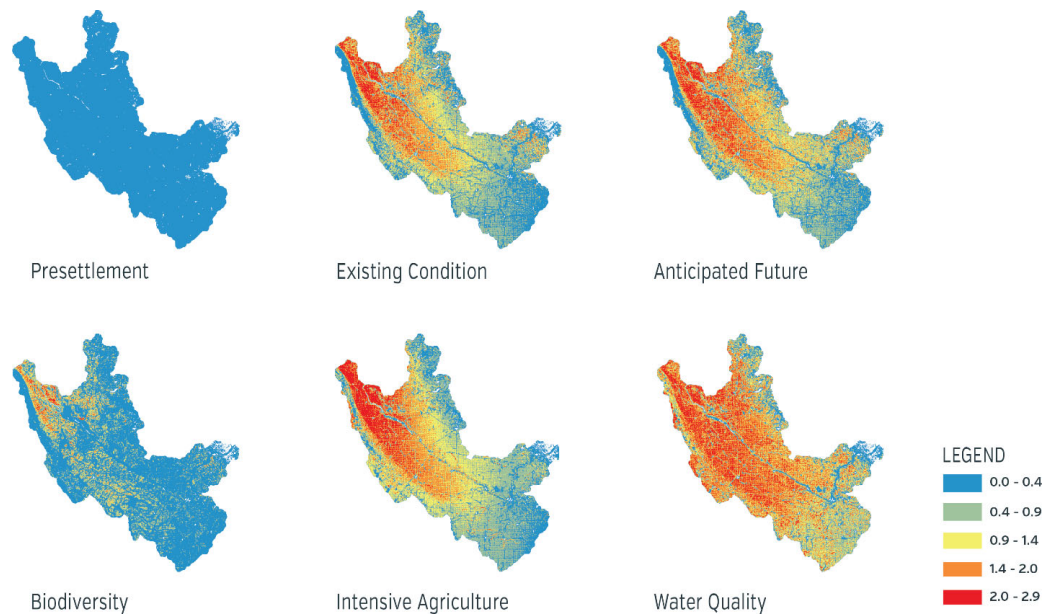 Presettlement
Existing Condition
Anticipated Future
Biodiversity
Intensive Agriculture
Water Quality
LEGEND
0.0 - 0.4
0.4 - 0.9
0.9 - 1.4
1.4 - 2.0
2.0 - 2.9